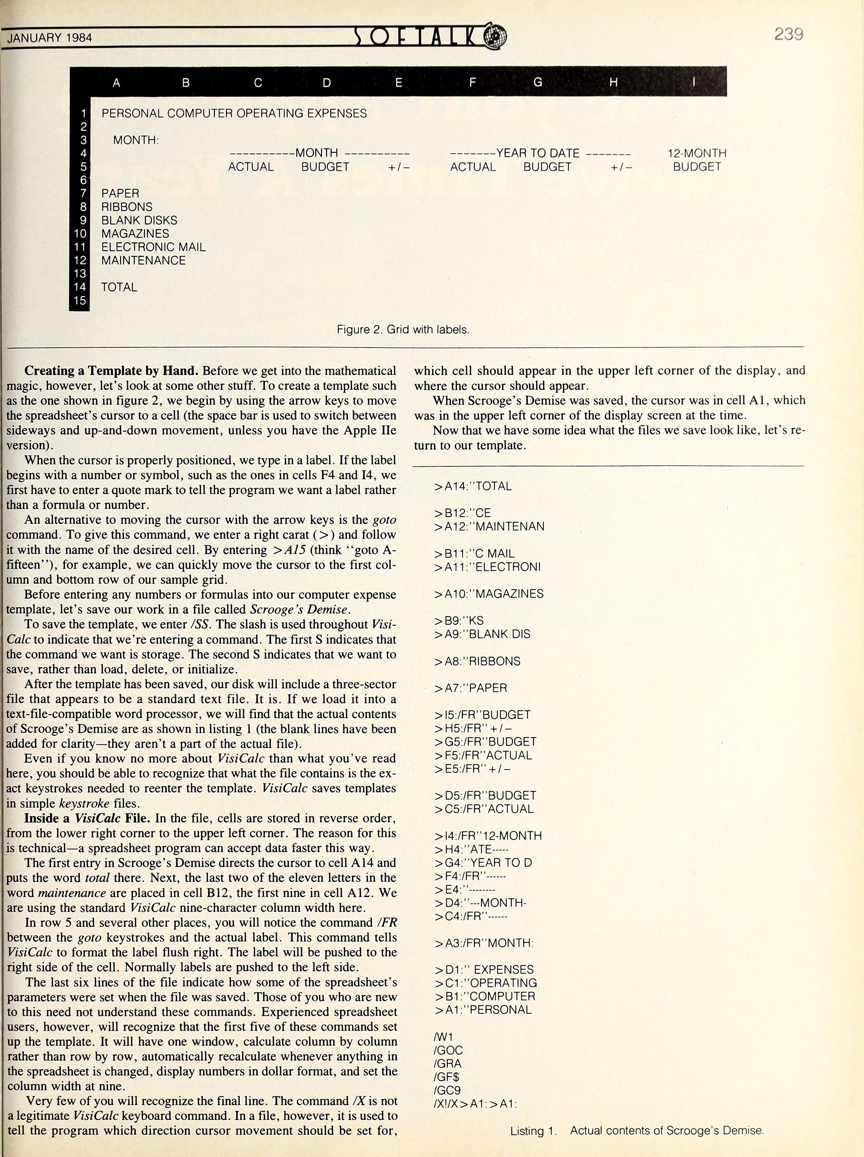 JANUARY 1984
SOFTALK
239
A B C D E F G H I
1 PERSONAL COMPUTER OPERATING EXPENSES
2
3 MONTH:
4 ----------MONTH ---------- -------YEAR TO DATE ------- 12-MONTH
5 ACTUAL BUDGET +/– ACTUAL BUDGET +/– BUDGET
6
7 PAPER
8 RIBBONS
9 BLANK DISKS
10 MAGAZINES
11 ELECTRONIC MAIL
12 MAINTENANCE
13
14 TOTAL
15
Figure 2. Grid with labels.
Creating a Template by Hand. Before we get into the mathematical
magic, however, let's look at some other stuff. To create a template such
as the one shown in figure 2, we begin by using the arrow keys to move
the spreadsheet's cursor to a cell (the space bar is used to switch between
sideways and up-and-down movement, unless you have the Apple IIe
version).
When the cursor is properly positioned, we type in a label. If the label
begins with a number or symbol, such as the ones in cells F4 and I4, we
first have to enter a quote mark to tell the program we want a label rather
than a formula or number.
An alternative to moving the cursor with the arrow keys is the goto
command. To give this command, we enter a right carat (>) and follow
it with the name of the desired cell. By entering >A15 (think ''goto A-
fifteen''), for example, we can quickly move the cursor to the first col-
umn and bottom row of our sample grid.
Before entering any numbers or formulas into our computer expense
template, let's save our work in a file called Scrooge's Demise.
To save the template, we enter /SS. The slash is used throughout Visi-
Calc to indicate that we're entering a command. The first S indicates that
the command we want is storage. The second S indicates that we want to
save, rather than load, delete, or initialize.
After the template has been saved, our disk will include a three-sector
file that appears to be a standard text file. It is. If we load it into a
text-file-compatible word processor, we will find that the actual contents
of Scrooge's Demise are as shown in listing 1 (the blank lines have been
added for clarity—they aren't a part of the actual file).
Even if you know no more about VisiCalc than what you've read
here, you should be able to recognize that what the file contains is the ex-
act keystrokes needed to reenter the template. VisiCalc saves templates
in simple keystroke files.
Inside a VisiCalc File. In the file, cells are stored in reverse order,
from the lower right corner to the upper left corner. The reason for this
is technical—a spreadsheet program can accept data faster this way.
The first entry in Scrooge's Demise directs the cursor to cell A14 and
puts the word total there. Next, the last two of the eleven letters in the
word maintenance are placed in cell B12, the first nine in cell A12. We
are using the standard VisiCalc nine-character column width here.
In row 5 and several other places, you will notice the command /FR
between the goto keystrokes and the actual label. This command tells
VisiCalc to format the label flush right. The label will be pushed to the
right side of the cell. Normally labels are pushed to the left side.
The last six lines of the file indicate how some of the spreadsheet's
parameters were set when the file was saved. Those of you who are new
to this need not understand these commands. Experienced spreadsheet
users, however, will recognize that the first five of these commands set
up the template. It will have one window, calculate column by column
rather than row by row, automatically recalculate whenever anything in
the spreadsheet is changed, display numbers in dollar format, and set the
column width at nine.
Very few of you will recognize the final line. The command /X is not
a legitimate VisiCalc keyboard command. In a file, however, it is used to
tell the program which direction cursor movement should be set for,
which cell should appear in the upper left corner of the display, and
where the cursor should appear.
When Scrooge's Demise was saved, the cursor was in cell A1, which
was in the upper left corner of the display screen at the time.
Now that we have some idea what the files we save look like, let's re-
turn to our template.
>A14:''TOTAL
>B12:''CE
>A12:''MAINTENAN
>B11:''C MAIL
>A11:''ELECTRONI
>A10:''MAGAZINES
>B9:''KS
>A9:''BLANK DIS
>A8:''RIBBONS
>A7:''PAPER
>I5:/FR''BUDGET
>H5:/FR''+/–
>G5:/FR''BUDGET
>F5:/FR''ACTUAL
>E5:/FR''+/–
>D5:/FR''BUDGET
>C5:/FR''ACTUAL
>I4:/FR''12-MONTH
>H4:''ATE-----
>G4:''YEAR TO D
>F4:/FR''------
>E4:''--------
>D4:''---MONTH-
>C4:/FR''------
>A3:/FR''MONTH:
>D1:'' EXPENSES
>C1:''OPERATING
>B1:''COMPUTER
>A1:''PERSONAL
/W1
/GOC
/GRA
/GF$
/GC9
/X!/X>A1:>A1:
Listing 1. Actual contents of Scrooge's Demise.